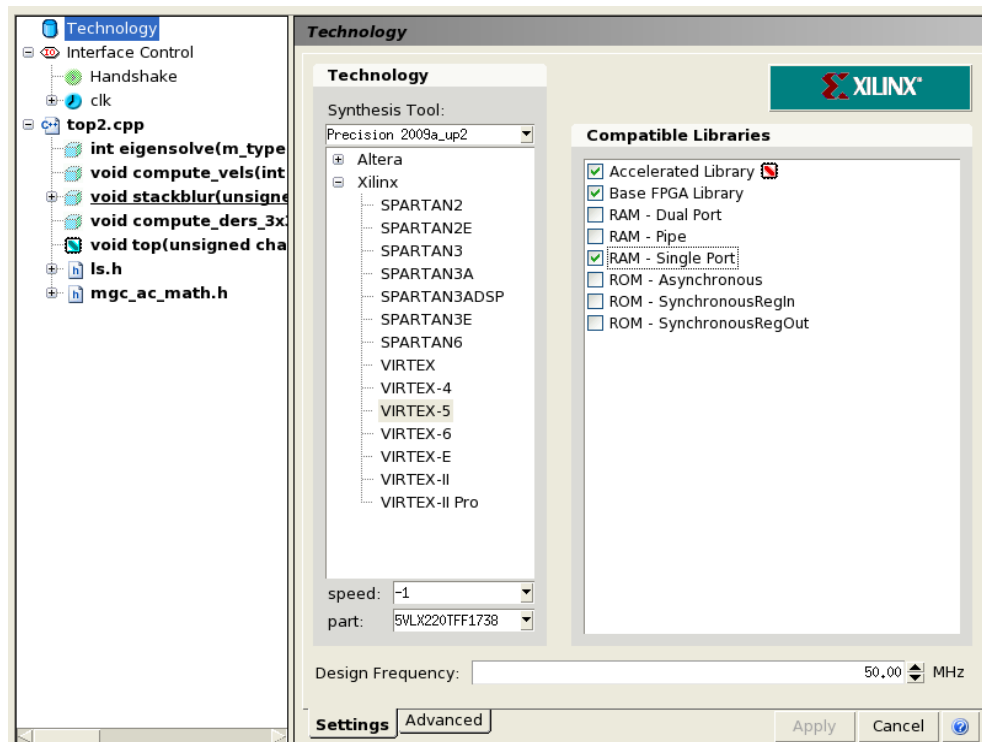 Technology
Interface Control
Handshake
clk
top2.cpp
int eigensolve(m_type
void compute_vels(int
void stackblur(unsigne
void compute_ders_3x
void top(unsigned cha
ls.h
mgc_ac_math.h
Technology
Technology
Synthesis Tool:
Precision 2009a_up2
Altera
Xilinx
SPARTAN2
SPARTAN2E
SPARTAN3
SPARTAN3A
SPARTAN3ADSP
SPARTAN3E
SPARTAN6
VIRTEX
VIRTEX-4
VIRTEX-5
VIRTEX-6
VIRTEX-E
VIRTEX-II
VIRTEX-II Pro
speed: -1
part: 5VLX220TFF1738
XILINX®
Compatible Libraries
Accelerated Library
Base FPGA Library
RAM - Dual Port
RAM - Pipe
RAM - Single Port
ROM - Asynchronous
ROM - SynchronousRegIn
ROM - SynchronousRegOut
Design Frequency: 50.00 MHz
Settings Advanced
Apply Cancel